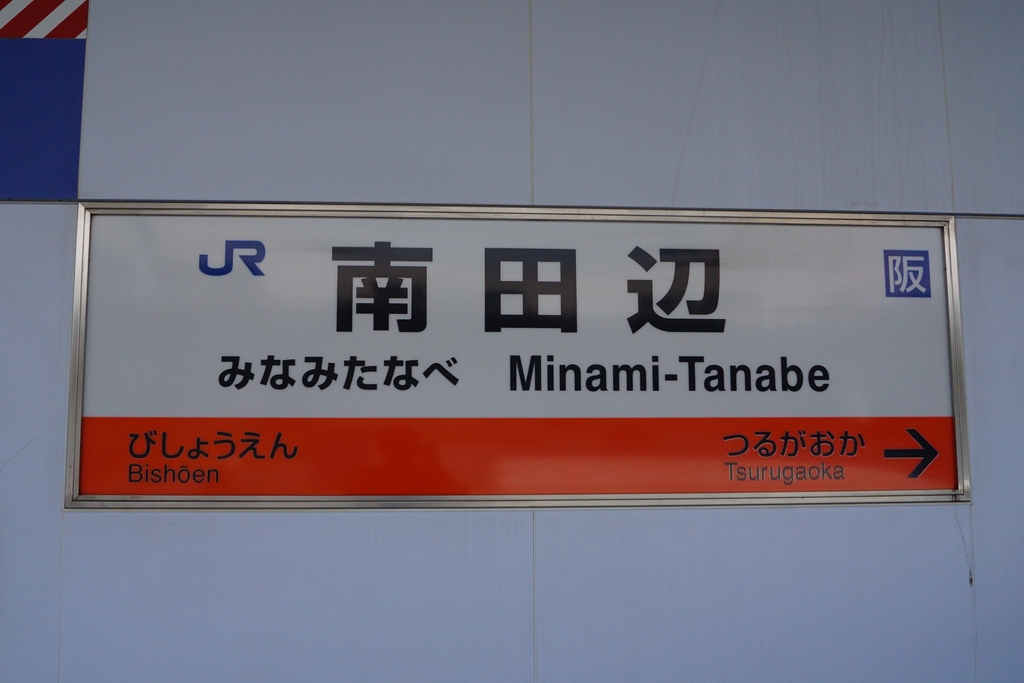 JR 南田辺 阪
みなみたなべ Minami-Tanabe
びしょうえん つるがおか →
Bishōen Tsurugaoka